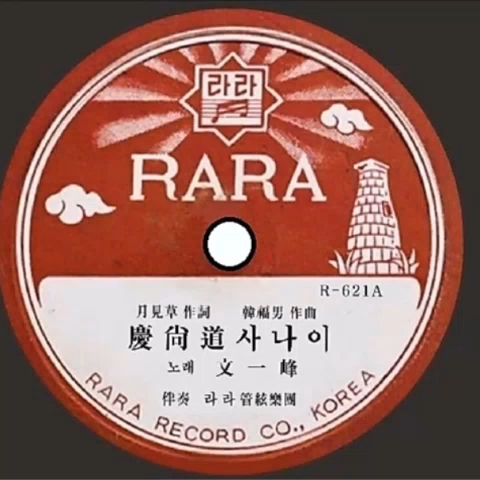 라라
RARA
R-621A
月見草 作詞 韓福男 作曲
慶尙道사나이
노래 文一峰
伴奏 라라管絃樂團
RARA RECORD CO., KOREA